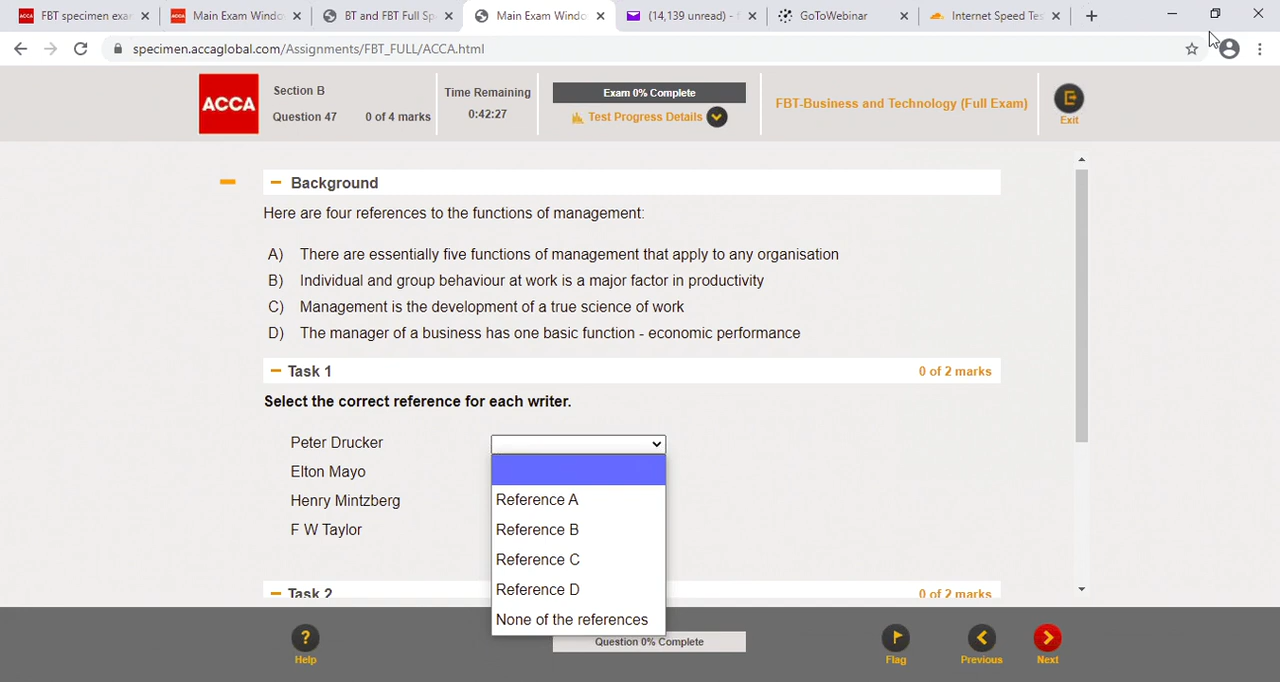 FBT specimen exa
Main Exam Windo
BT and FBT Full Sp
Main Exam Windo
(14,139 unread) -
GoToWebinar
Internet Speed Tes
specimen.accaglobal.com/Assignments/FBT_FULL/ACCA.html
ACCA
Section B
Question 47
0 of 4 marks
Time Remaining
0:42:27
Exam 0% Complete
Test Progress Details
FBT-Business and Technology (Full Exam)
Exit
Background
Here are four references to the functions of management:
A) There are essentially five functions of management that apply to any organisation
B) Individual and group behaviour at work is a major factor in productivity
C) Management is the development of a true science of work
D) The manager of a business has one basic function - economic performance
Task 1
0 of 2 marks
Select the correct reference for each writer.
Peter Drucker
Elton Mayo
Henry Mintzberg
F W Taylor
Reference A
Reference B
Reference C
Reference D
None of the references
Task 2
0 of 2 marks
Question 0% Complete
Help
Flag
Previous
Next